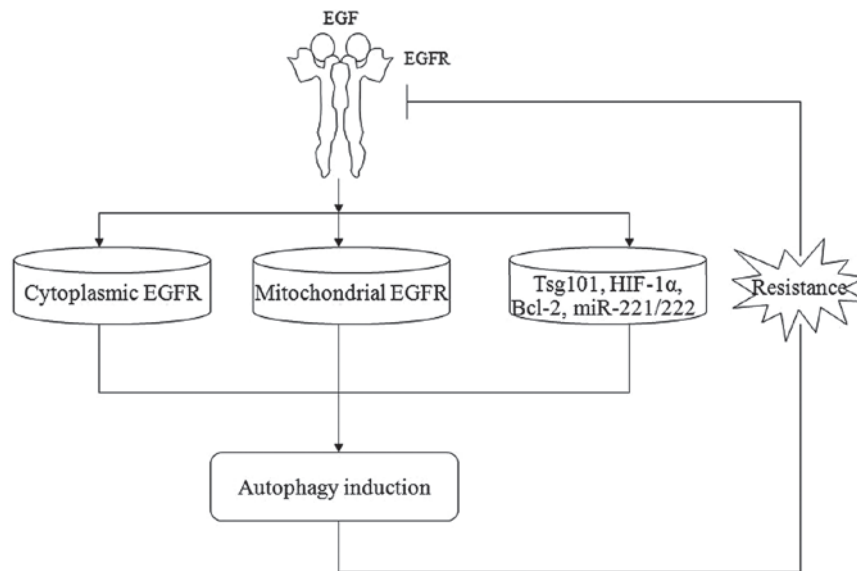 EGF
EGFR
Cytoplasmic EGFR
Mitochondrial EGFR
Tsg101, HIF-1α,
Bcl-2, miR-221/222
Resistance
Autophagy induction